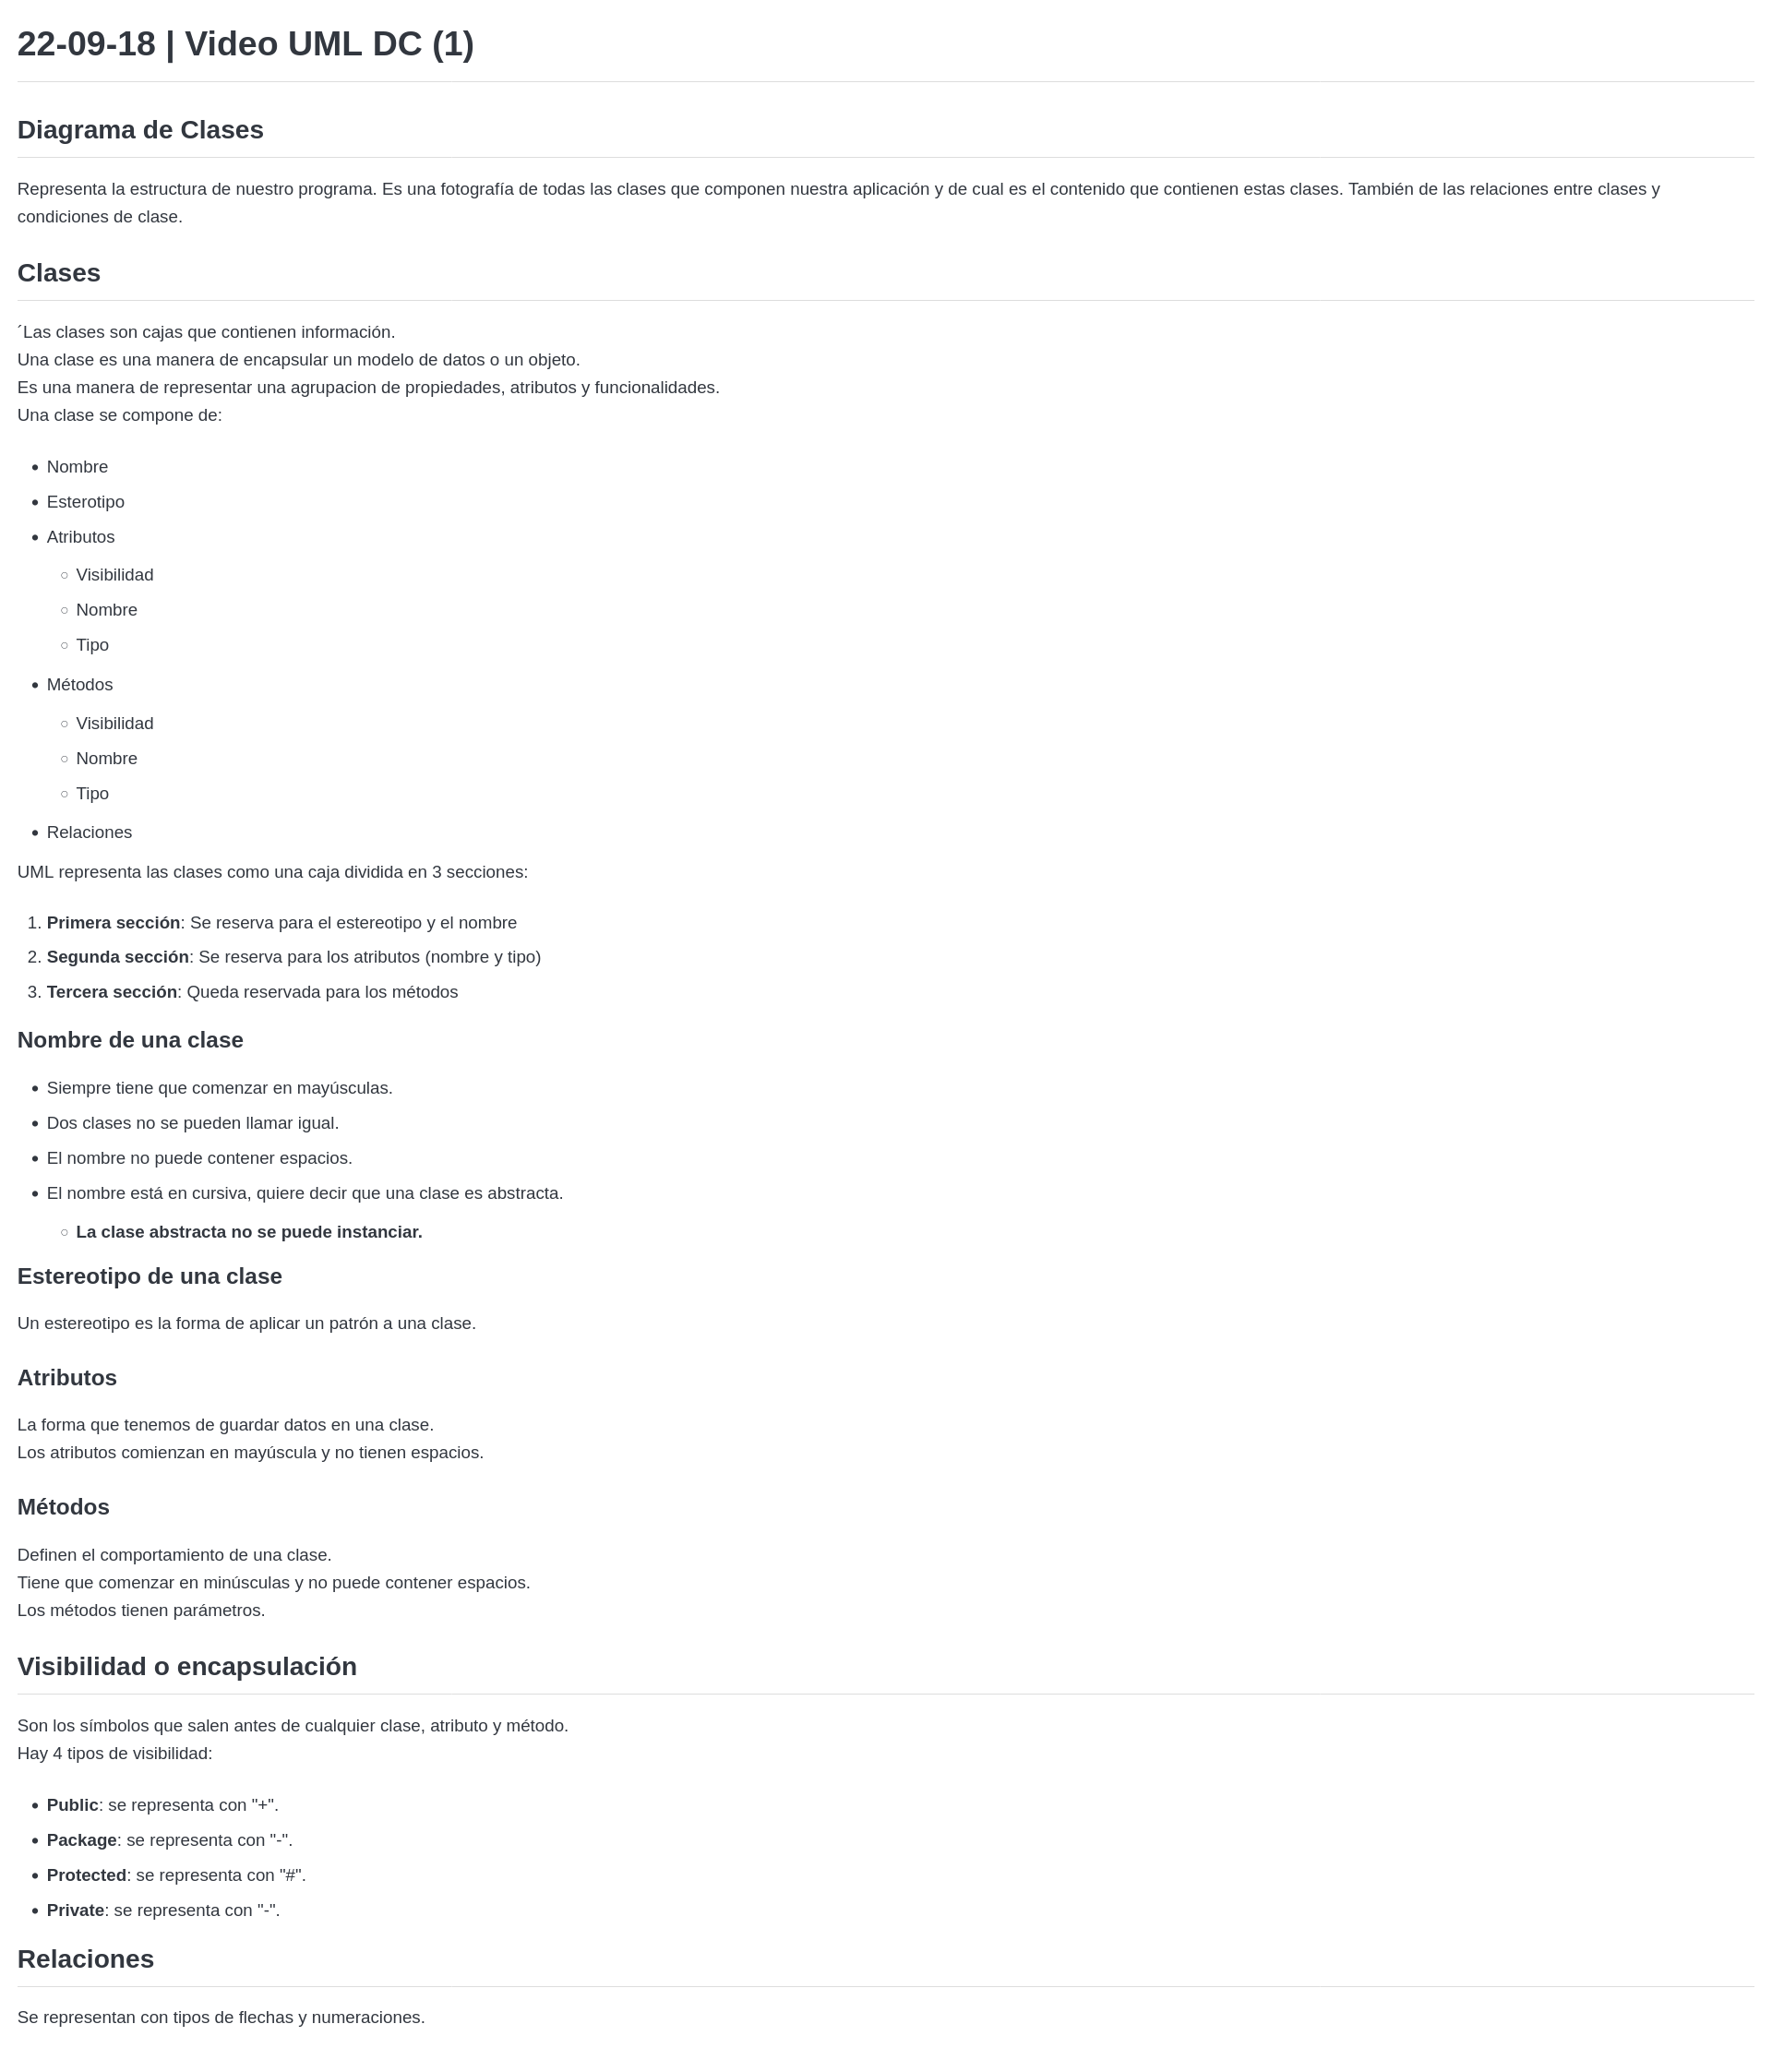 22-09-18 | Video UML DC (1)
Diagrama de Clases
Representa la estructura de nuestro programa. Es una fotografía de todas las clases que componen nuestra aplicación y de cual es el contenido que contienen estas clases. También de las relaciones entre clases y
condiciones de clase.
Clases
´Las clases son cajas que contienen información.
Una clase es una manera de encapsular un modelo de datos o un objeto.
Es una manera de representar una agrupacion de propiedades, atributos y funcionalidades.
Una clase se compone de:
• Nombre
• Esterotipo
• Atributos
○ Visibilidad
○ Nombre
○ Tipo
• Métodos
○ Visibilidad
○ Nombre
○ Tipo
• Relaciones
UML representa las clases como una caja dividida en 3 secciones:
1. Primera sección: Se reserva para el estereotipo y el nombre
2. Segunda sección: Se reserva para los atributos (nombre y tipo)
3. Tercera sección: Queda reservada para los métodos
Nombre de una clase
• Siempre tiene que comenzar en mayúsculas.
• Dos clases no se pueden llamar igual.
• El nombre no puede contener espacios.
• El nombre está en cursiva, quiere decir que una clase es abstracta.
○ La clase abstracta no se puede instanciar.
Estereotipo de una clase
Un estereotipo es la forma de aplicar un patrón a una clase.
Atributos
La forma que tenemos de guardar datos en una clase.
Los atributos comienzan en mayúscula y no tienen espacios.
Métodos
Definen el comportamiento de una clase.
Tiene que comenzar en minúsculas y no puede contener espacios.
Los métodos tienen parámetros.
Visibilidad o encapsulación
Son los símbolos que salen antes de cualquier clase, atributo y método.
Hay 4 tipos de visibilidad:
• Public: se representa con "+".
• Package: se representa con "-".
• Protected: se representa con "#".
• Private: se representa con "-".
Relaciones
Se representan con tipos de flechas y numeraciones.